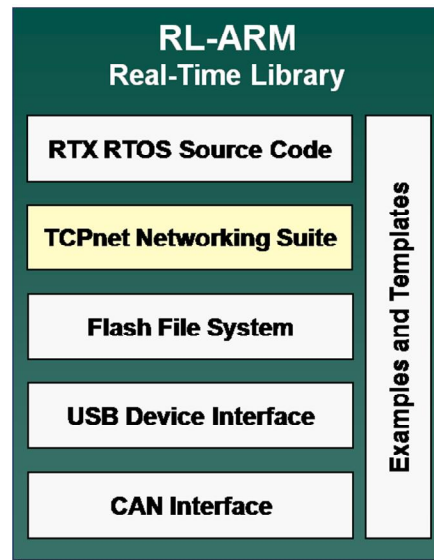 RL-ARM
Real-Time Library
RTX RTOS Source Code
TCPnet Networking Suite
Flash File System
USB Device Interface
CAN Interface
Examples and Templates